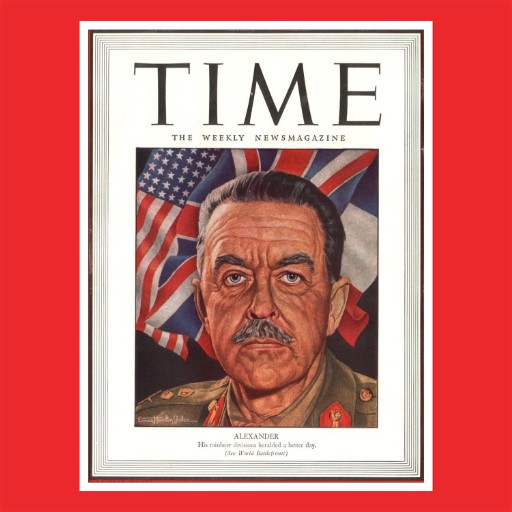 TIME
THE WEEKLY NEWSMAGAZINE
ALEXANDER
His rainbow divisions heralded a better day.
(See World Battlefronts)